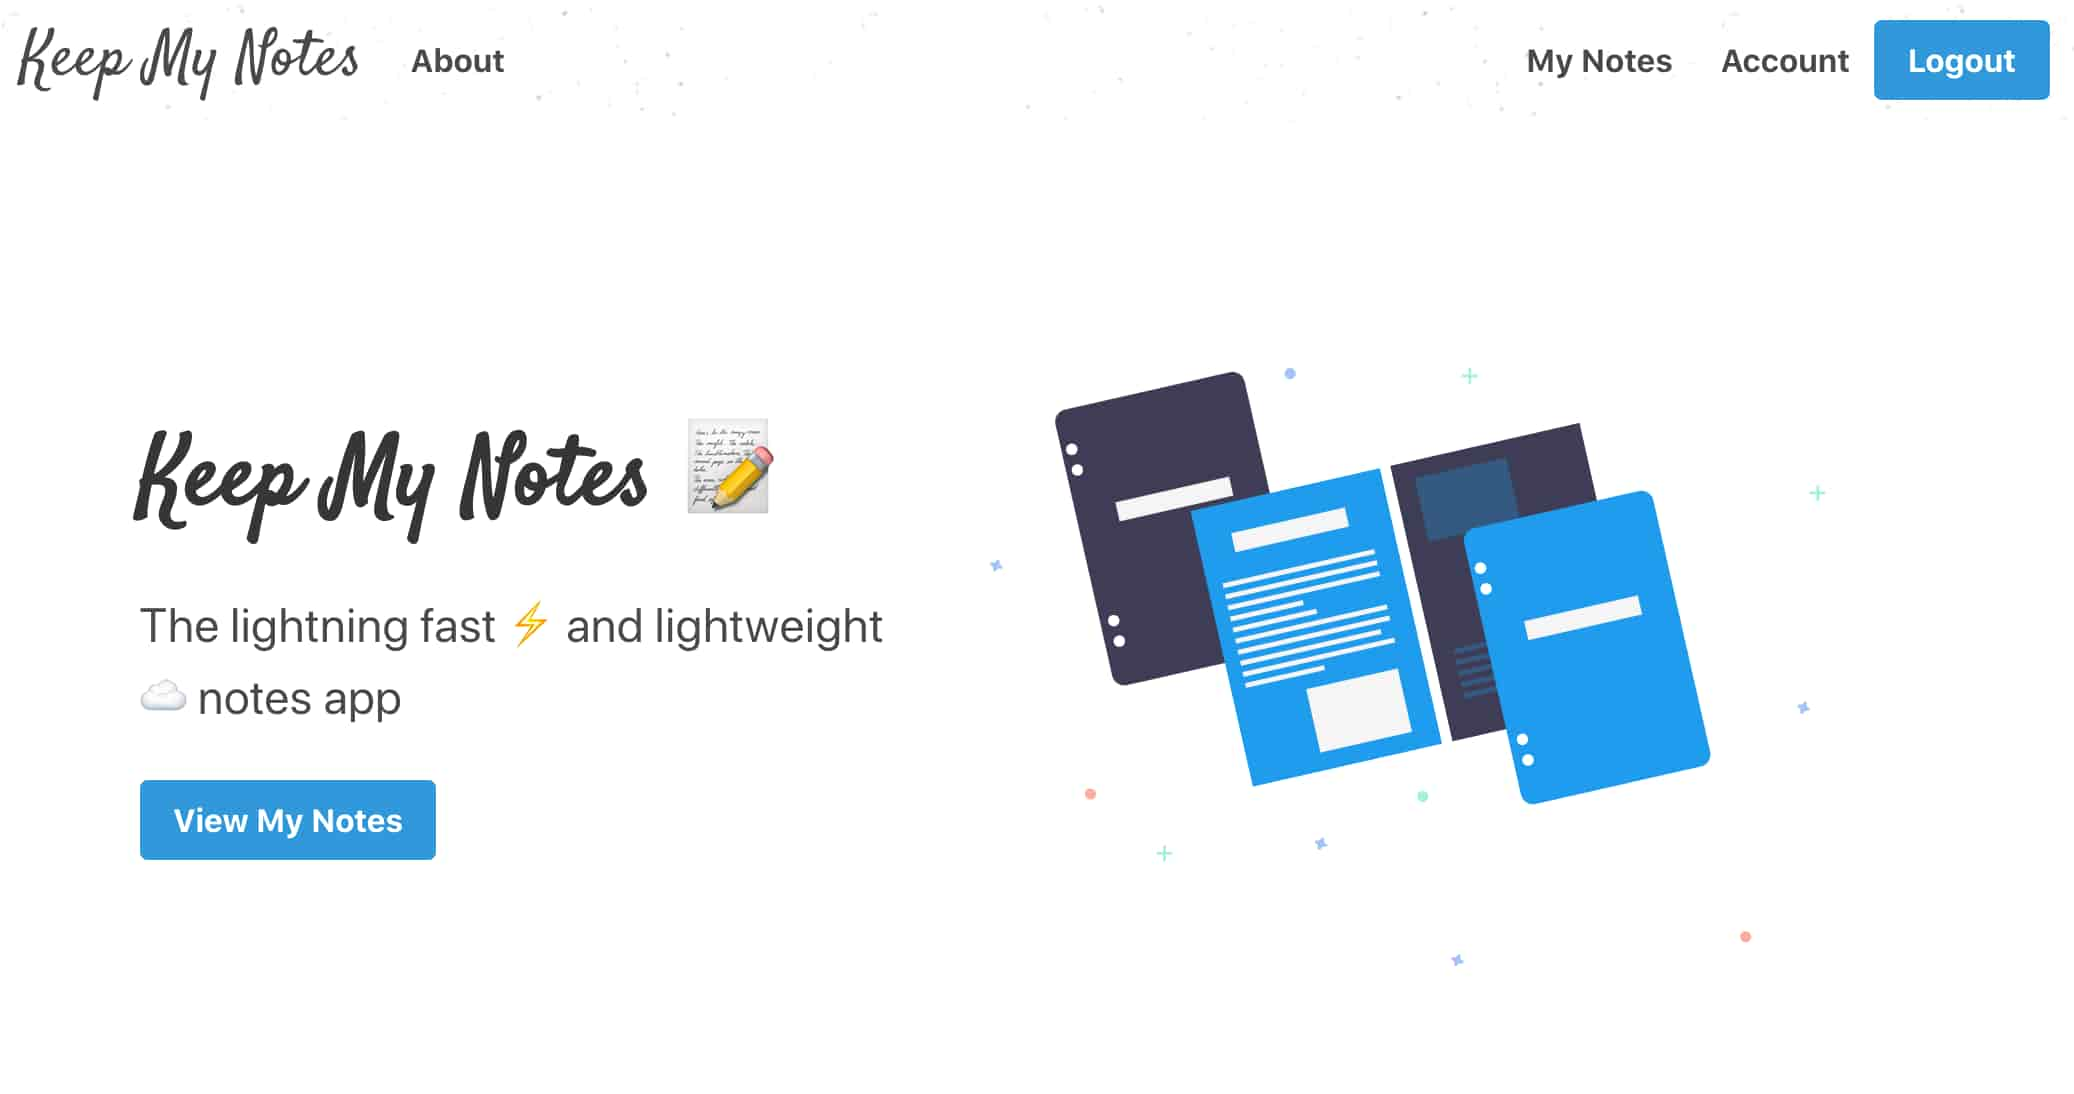 Keep My Notes
About
My Notes
Account
Logout
Keep My Notes 📝
The lightning fast ⚡ and lightweight
☁️ notes app
View My Notes